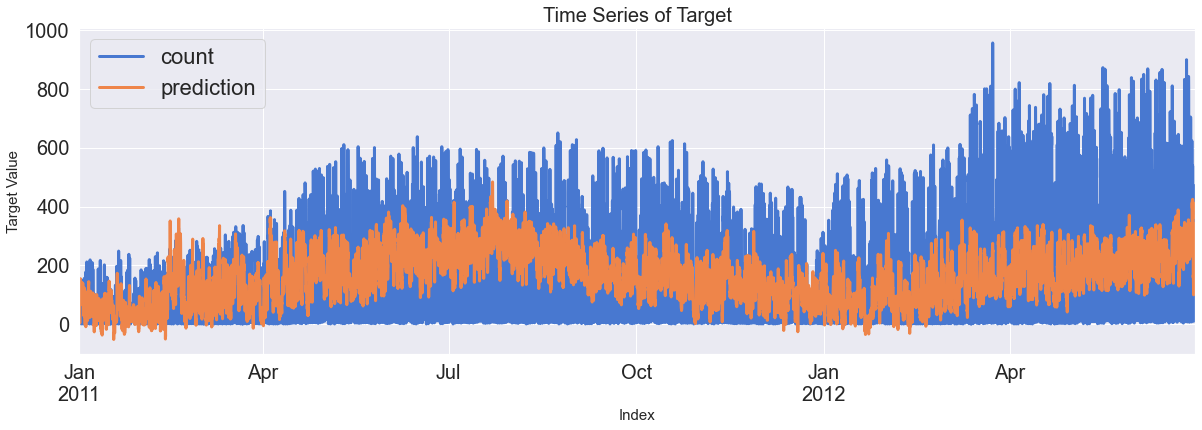 Time Series of Target
1000
800
600
400
200
0
Target Value
count
prediction
Jan Apr Jul Oct Jan Apr
2011 2012
Index